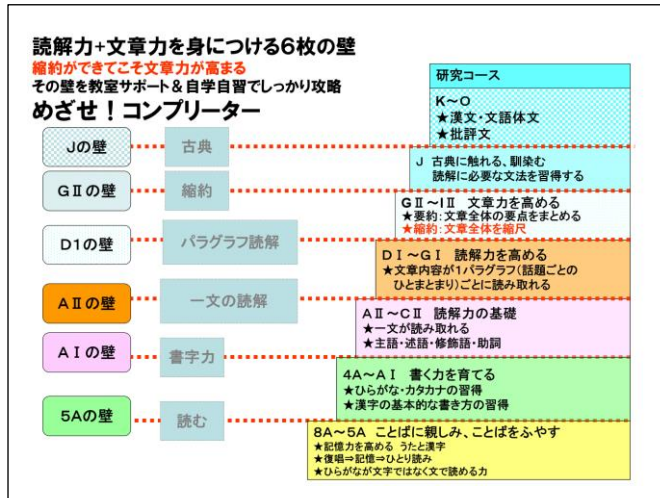 読解力+文章力を身につける6枚の壁
縮約ができてこそ文章力が高まる
その壁を教室サポート&自学自習でしっかり攻略
めざせ!コンプリーター
研究コース
K~O
★漢文・文語体文
★批評文
Jの壁
古典
J 古典に触れる、馴染む
読解に必要な文法を習得する
GⅡの壁
縮約
GⅡ~IⅡ 文章力を高める
★要約:文章全体の要点をまとめる
★縮約:文章全体を縮尺
D1の壁
パラグラフ読解
DⅠ~GⅠ 読解力を高める
★文章内容が1パラグラフ(話題ごとの
ひとまとまり)ごとに読み取れる
AⅡの壁
一文の読解
AⅡ~CⅡ 読解力の基礎
★一文が読み取れる
★主語・述語・修飾語・助詞
AⅠの壁
書字力
4A~AⅠ 書く力を育てる
★ひらがな・カタカナの習得
★漢字の基本的な書き方の習得
5Aの壁
読む
8A~5A ことばに親しみ、ことばをふやす
★記憶力を高める うたと漢字
★復唱⇒記憶⇒ひとり読み
★ひらがなが文字ではなく文で読める力